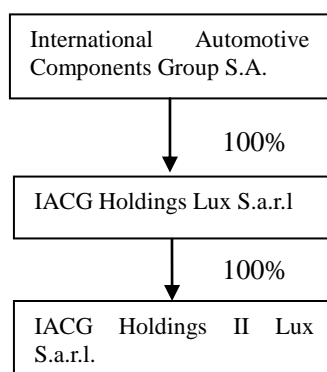 International Automotive
Components Group S.A.
100%
IACG Holdings Lux S.a.r.l
100%
IACG Holdings II Lux
S.a.r.l.